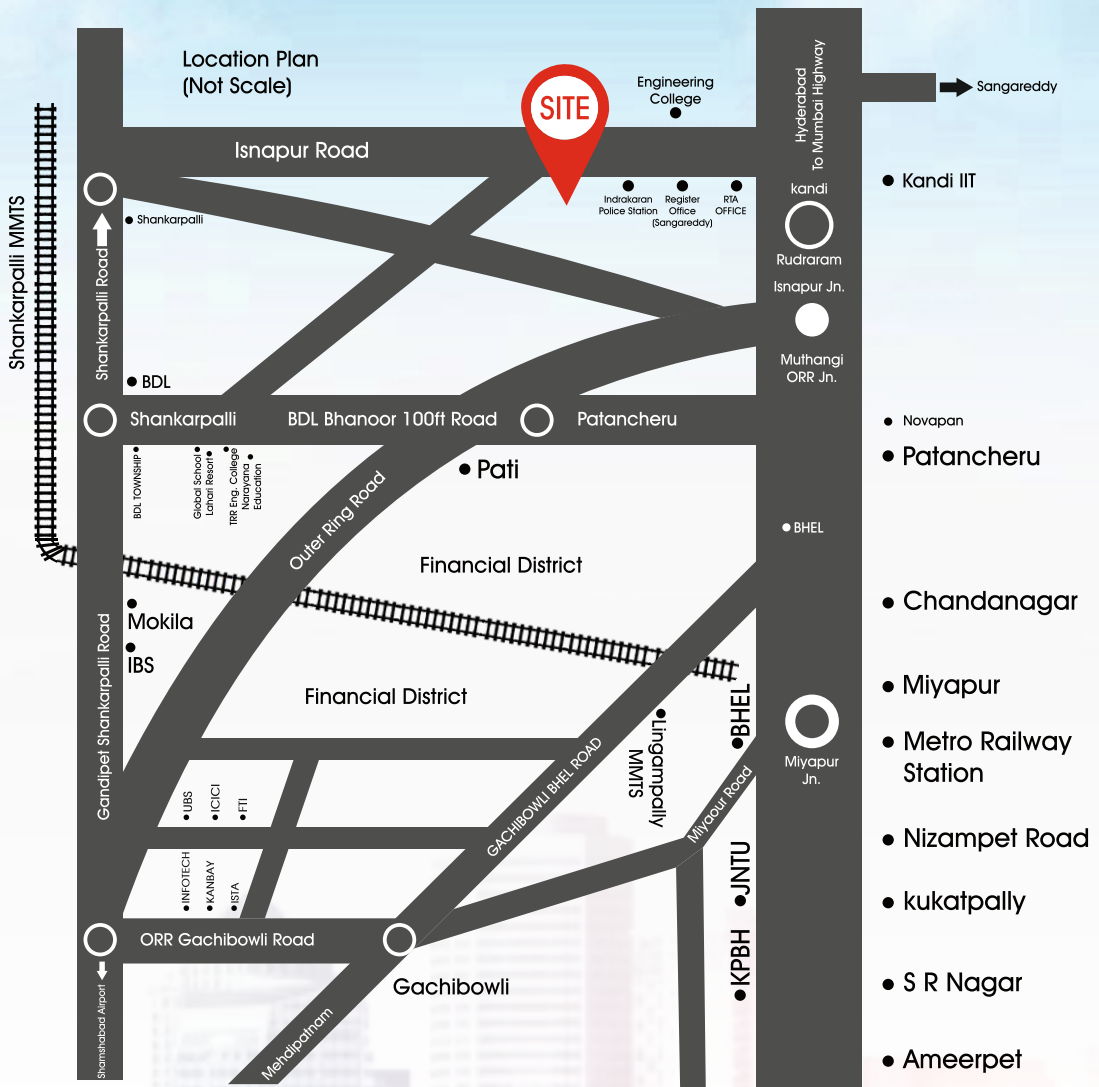 Location Plan
(Not Scale)
SITE
Engineering
College
Hyderabad
To Mumbai Highway
Sangareddy
Isnapur Road
Kandi IIT
kandi
Indrakaran
Police Station
Register
Office
(Sangareddy)
RTA
OFFICE
Shankarpalli
Shankarpalli MMITS
Shankarpalli Road
Rudraram
Isnapur Jn.
Muthangi
ORR Jn.
BDL
Shankarpalli
BDL Bhanoor 100ft Road
Patancheru
Novapan
Patancheru
BDL TOWNSHIP
Global School
Lahari Resort
TRR Eng. College
Narayana
Education
Pati
Outer Ring Road
BHEL
Financial District
Chandanagar
Mokila
IBS
Gandipet Shankarpalli Road
Financial District
Miyapur
BHEL
Lingampally
MMTS
Metro Railway
Station
Miyapur
Jn.
GACHIBOWLI BHEL ROAD
Miyaour Road
UBS
ICICI
FTI
Nizampet Road
INFOTECH
KANBAY
ISTA
JNTU
kukatpally
ORR Gachibowli Road
KPBH
Gachibowli
S R Nagar
Shamshabad Airport
Mehdipatnam
Ameerpet